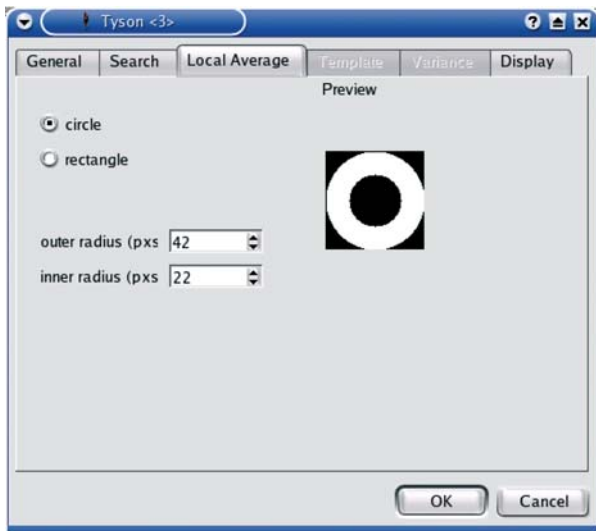 Tyson <3>
General Search Local Average Template Variance Display
Preview
circle
rectangle
outer radius (pxs 42
inner radius (pxs 22
OK Cancel